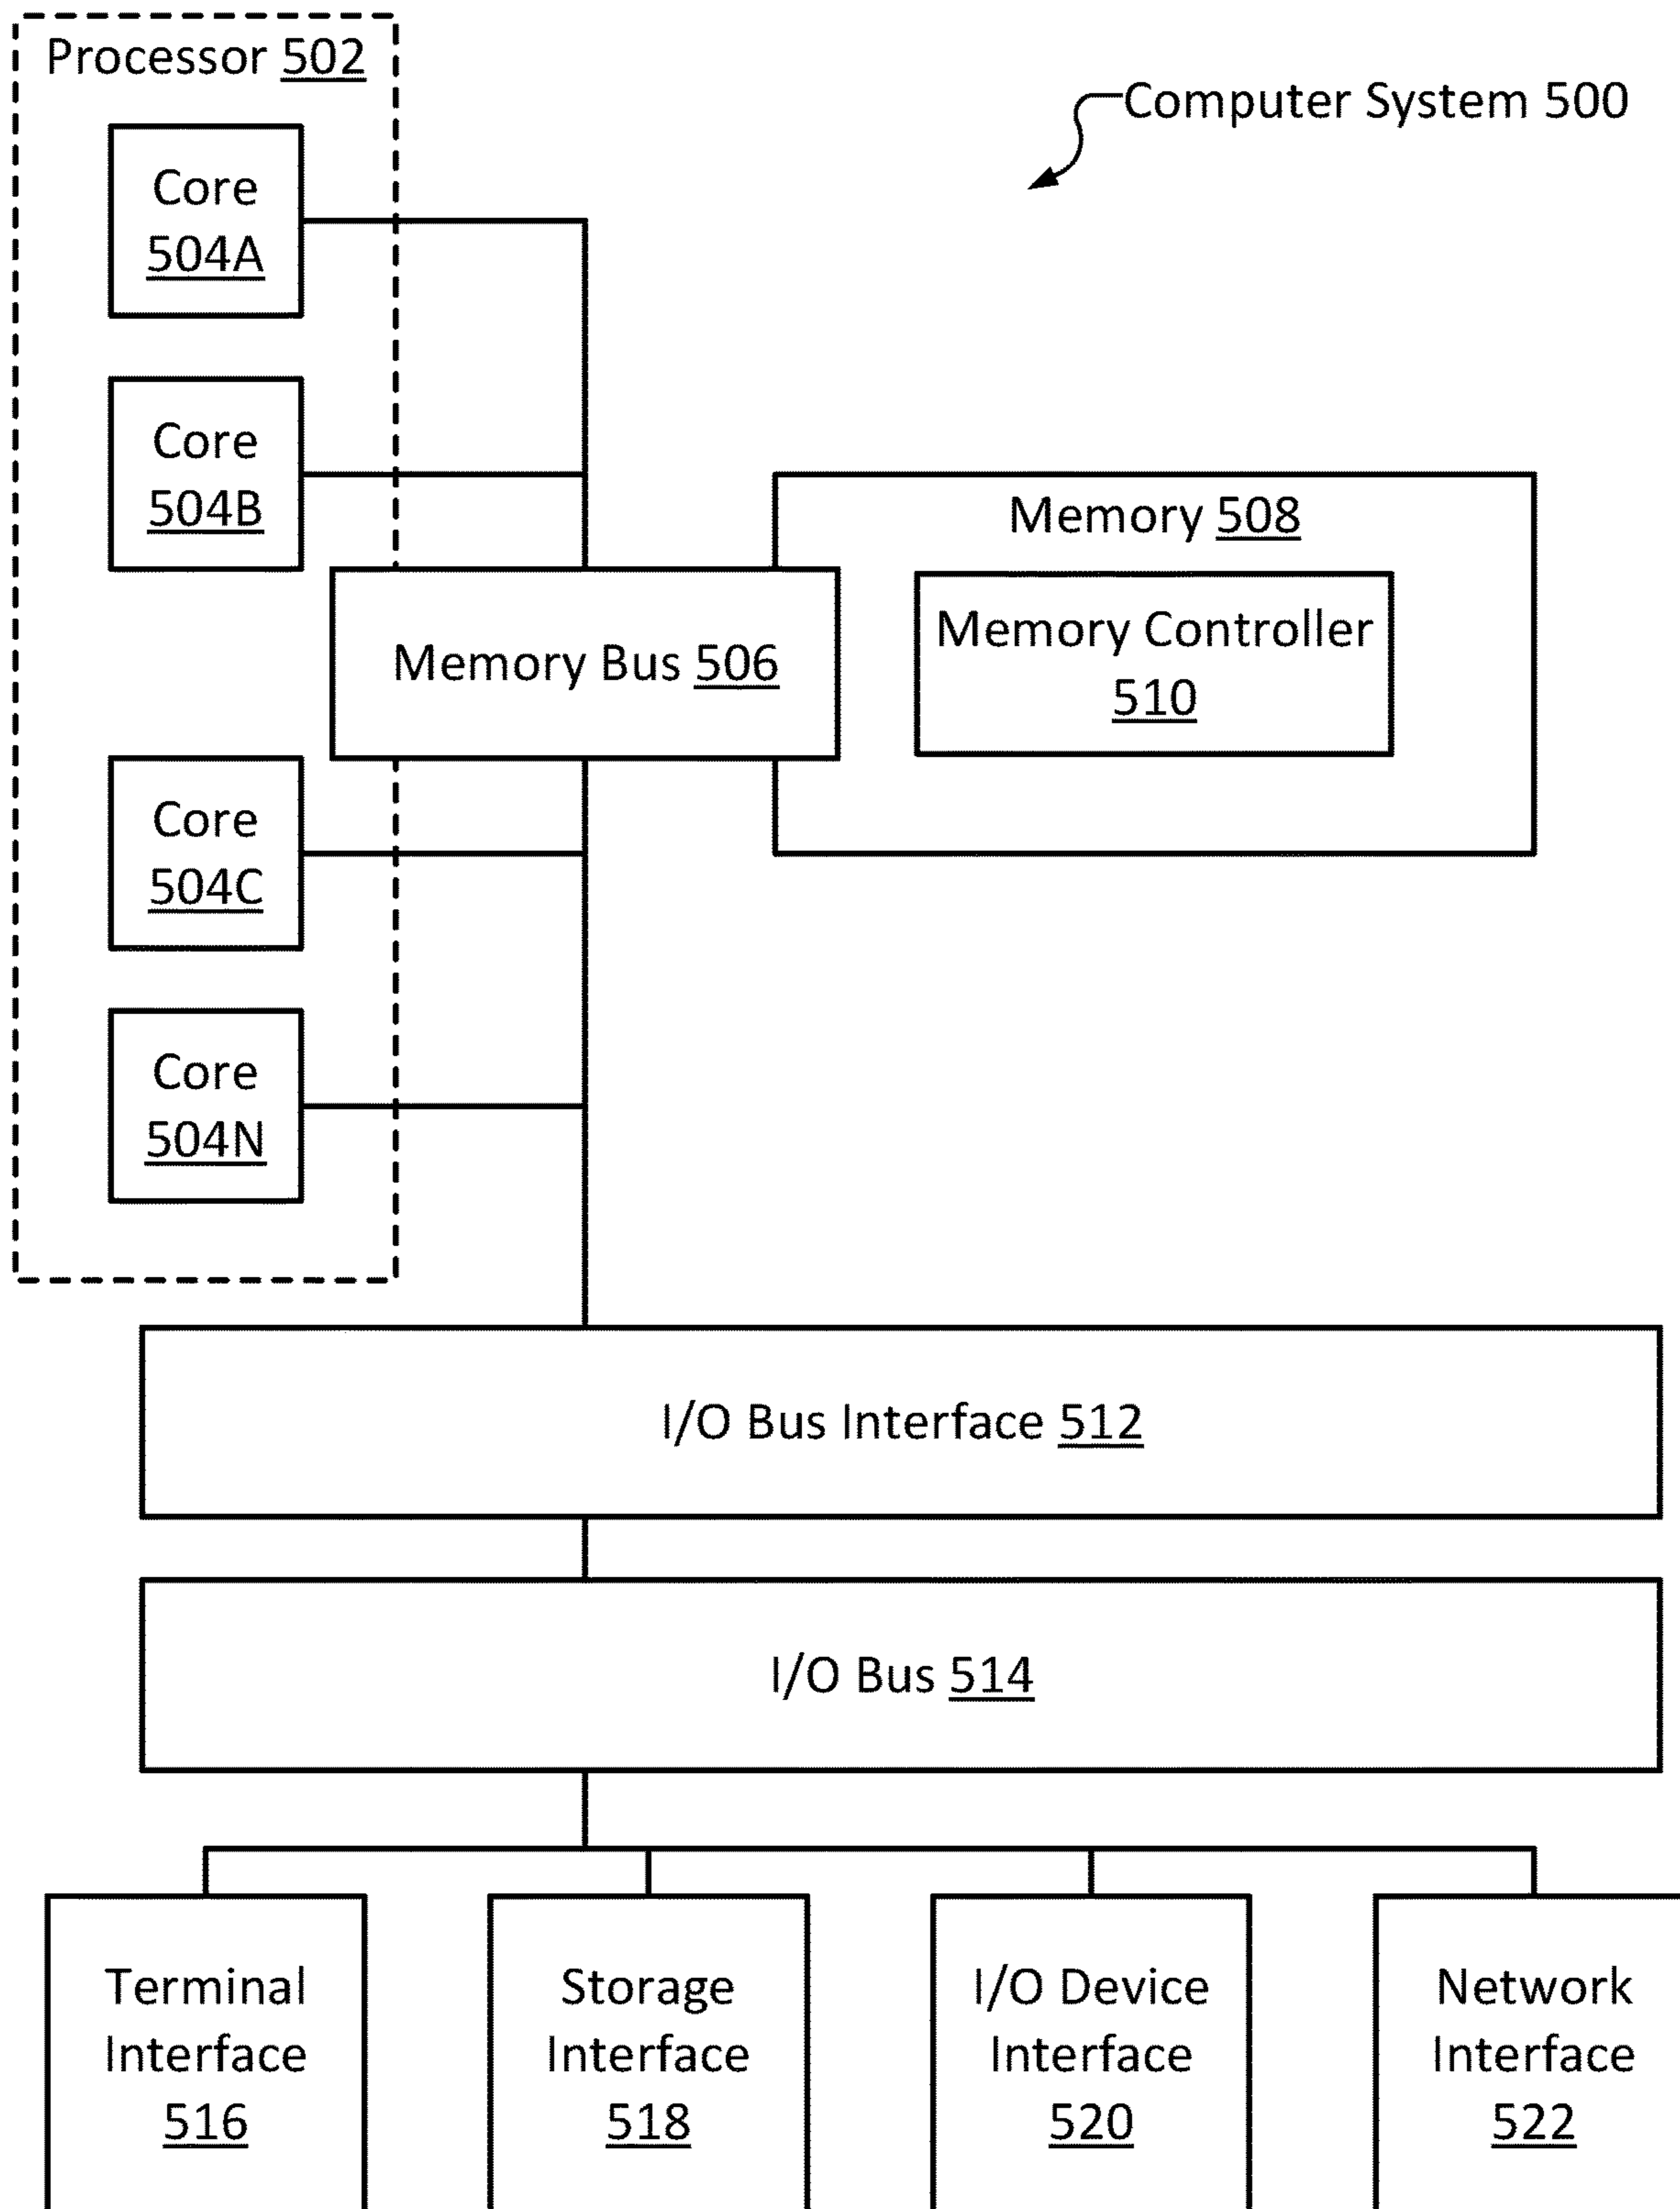 Processor 502
Computer System 500
Core
504A
Core
504B
Memory 508
Memory Controller
510
Memory Bus 506
Core
504C
Core
504N
I/O Bus Interface 512
I/O Bus 514
Terminal
Interface
516
Storage
Interface
518
I/O Device
Interface
520
Network
Interface
522